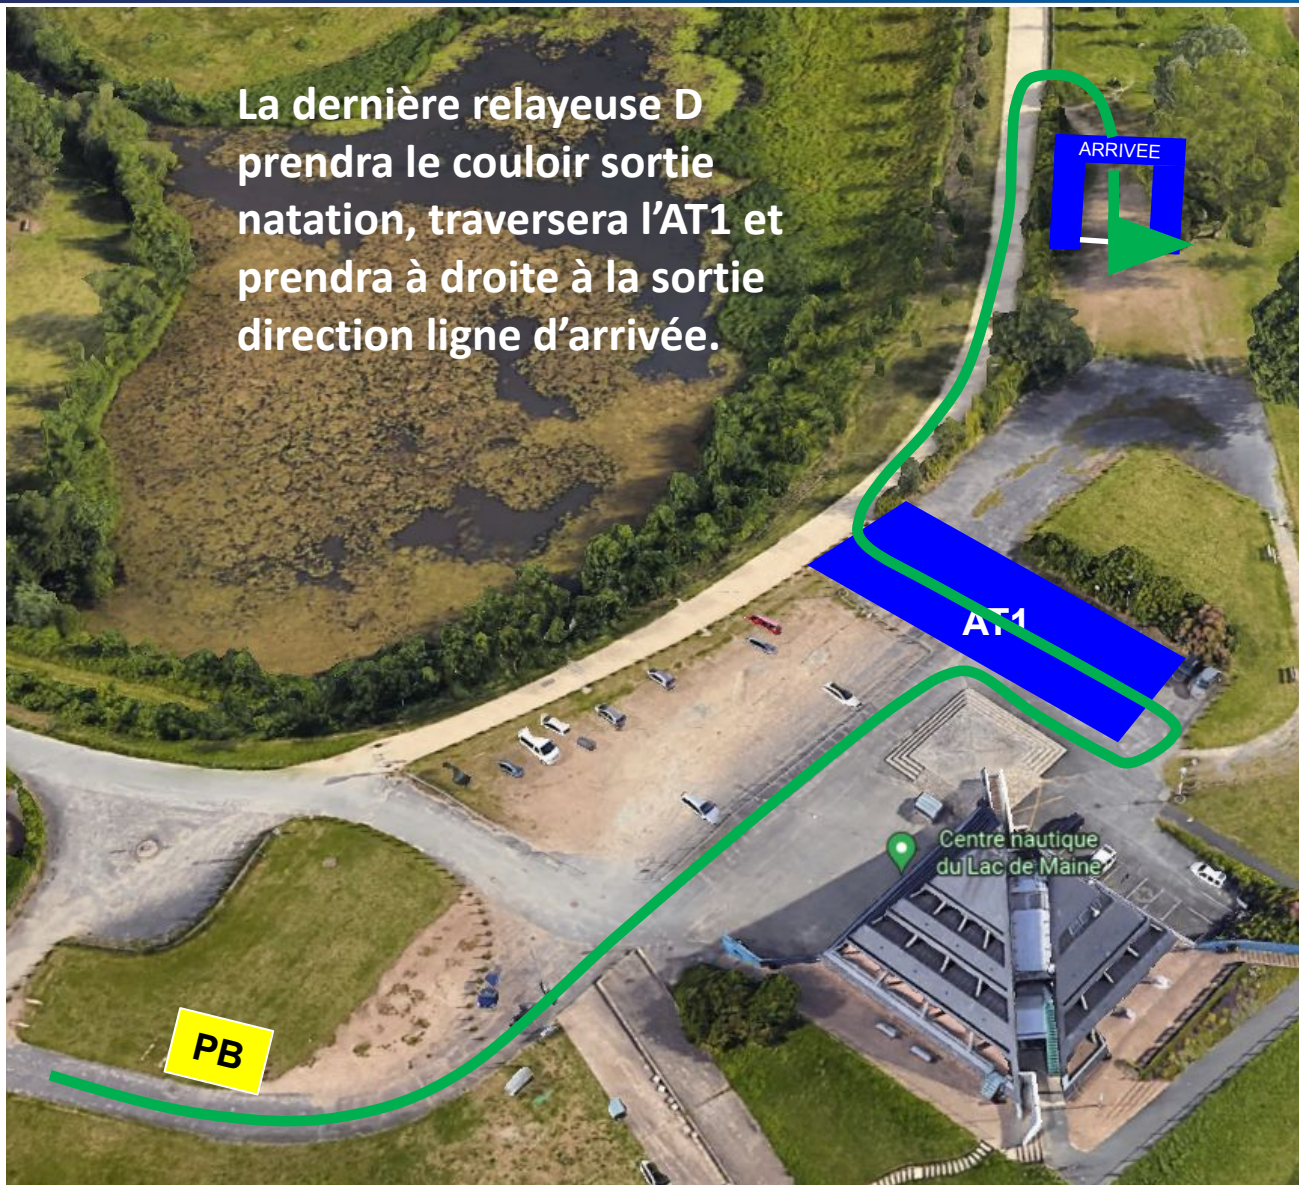 La dernière relayeuse D
prendra le couloir sortie
natation, traversera l’AT1 et
prendra à droite à la sortie
direction ligne d’arrivée.
ARRIVEE
AT1
Centre nautique
du Lac de Maine
PB